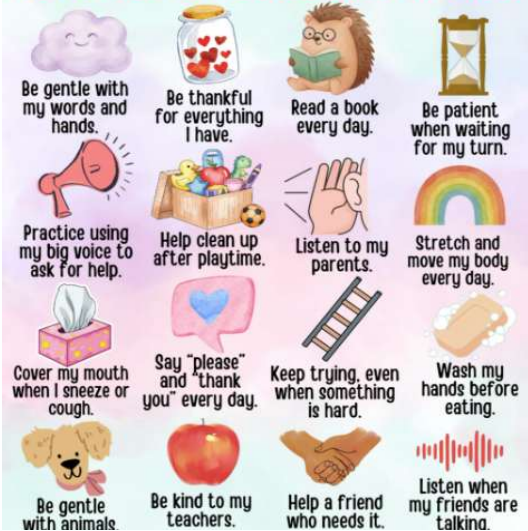 Be gentle with
my words and
hands.
Be thankful
for everything
I have.
Read a book
every day.
Be patient
when waiting
for my turn.
Practice using
my big voice to
ask for help.
Help clean up
after playtime.
Listen to my
parents.
Stretch and
move my body
every day.
Cover my mouth
when I sneeze or
cough.
Say "please"
and "thank
you" every day.
Keep trying, even
when something
is hard.
Wash my
hands before
eating.
Be gentle
with animals.
Be kind to my
teachers.
Help a friend
who needs it.
Listen when
my friends are
talking.